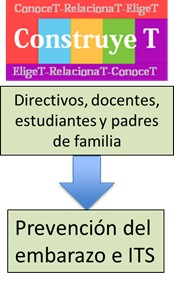 ConoceT-RelacionaT-EligeT
Construye T
EligeT-RelacionaT-ConoceT
Directivos, docentes,
estudiantes y padres
de familia
Prevención del
embarazo e ITS